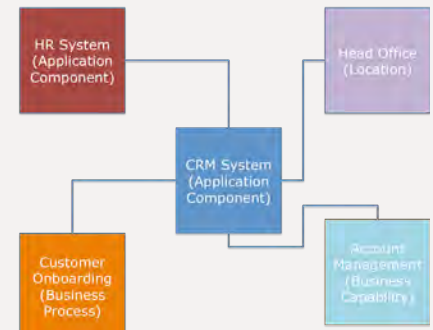 HR System
(Application
Component)
Head Office
(Location)
CRM System
(Application
Component)
Customer
Onboarding
(Business
Process)
Account
Management
(Business
Capability)